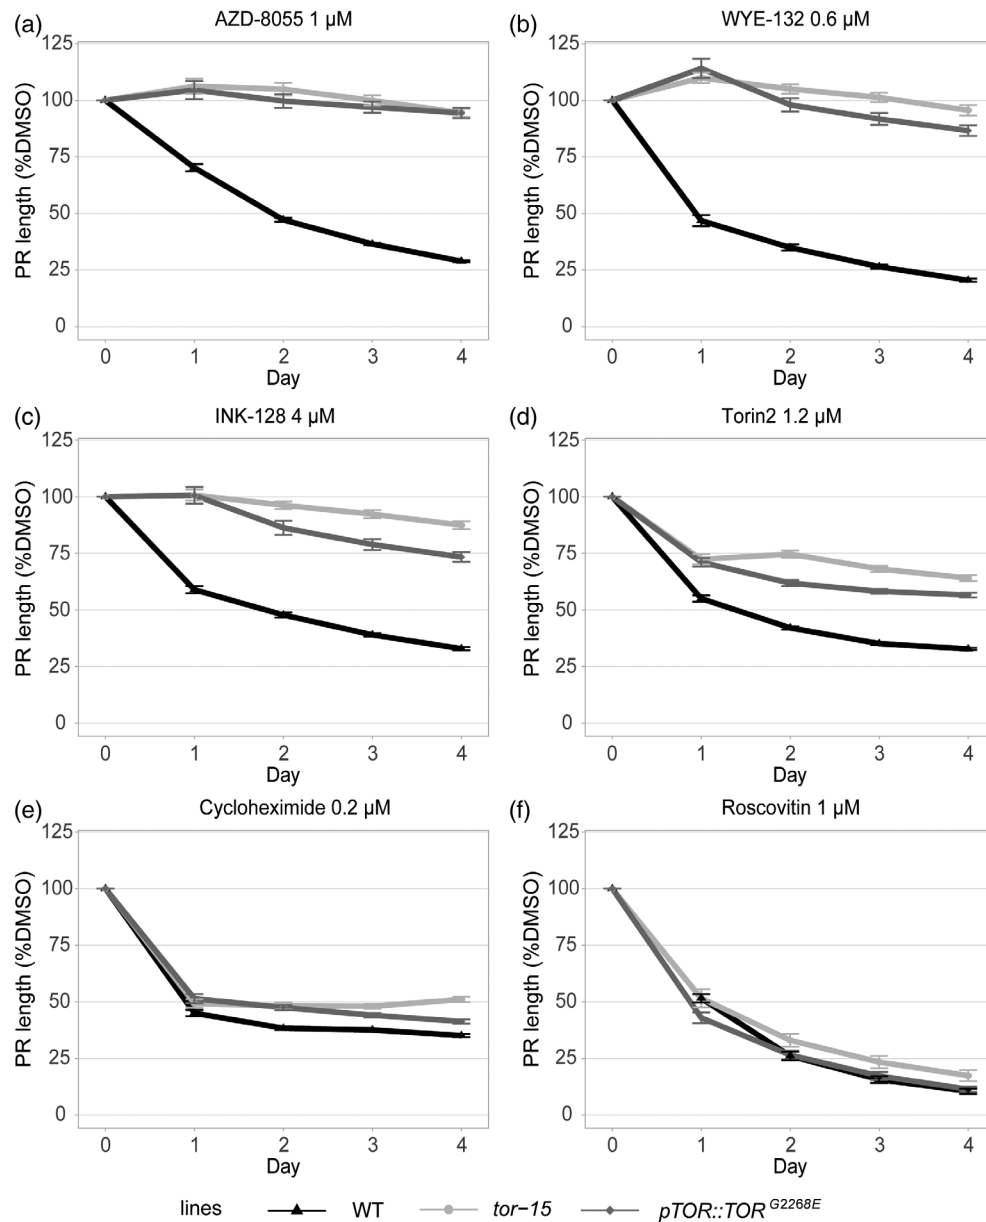 (a)
AZD-8055 1 µM
PR length (%DMSO)
125
100
75
50
25
0
0 1 2 3 4
Day
(b)
WYE-132 0.6 µM
PR length (%DMSO)
125
100
75
50
25
0
0 1 2 3 4
Day
(c)
INK-128 4 µM
PR length (%DMSO)
125
100
75
50
25
0
0 1 2 3 4
Day
(d)
Torin2 1.2 µM
PR length (%DMSO)
125
100
75
50
25
0
0 1 2 3 4
Day
(e)
Cycloheximide 0.2 µM
PR length (%DMSO)
125
100
75
50
25
0
0 1 2 3 4
Day
(f)
Roscovitin 1 µM
PR length (%DMSO)
125
100
75
50
25
0
0 1 2 3 4
Day
lines WT tor−15 pTOR::TOR G2268E